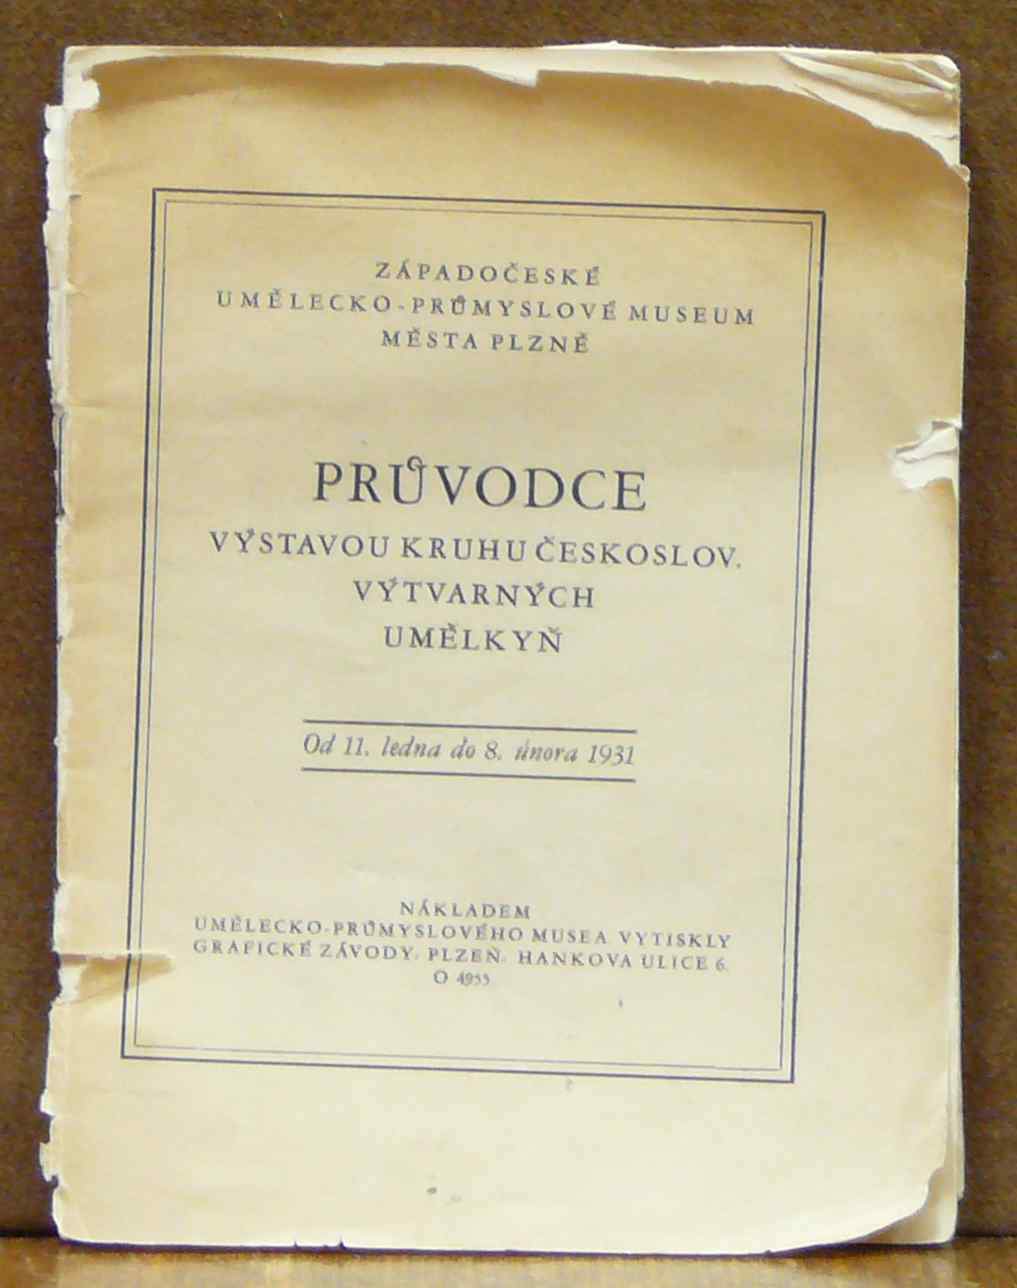 ZÁPADOČESKÉ
UMĚLECKO-PRŮMYSLOVÉ MUSEUM
MĚSTA PLZNĚ
PRŮVODCE
VÝSTAVOU KRUHU ČESKOSLOV.
VÝTVARNÝCH
UMĚLKYŇ
Od 11. ledna do 8. února 1931
NÁKLADEM
UMĚLECKO-PRŮMYSLOVÉHO MUSEA VYTISKLY
GRAFICKÉ ZÁVODY, PLZEŇ, HANKOVA ULICE 6.
O 4955